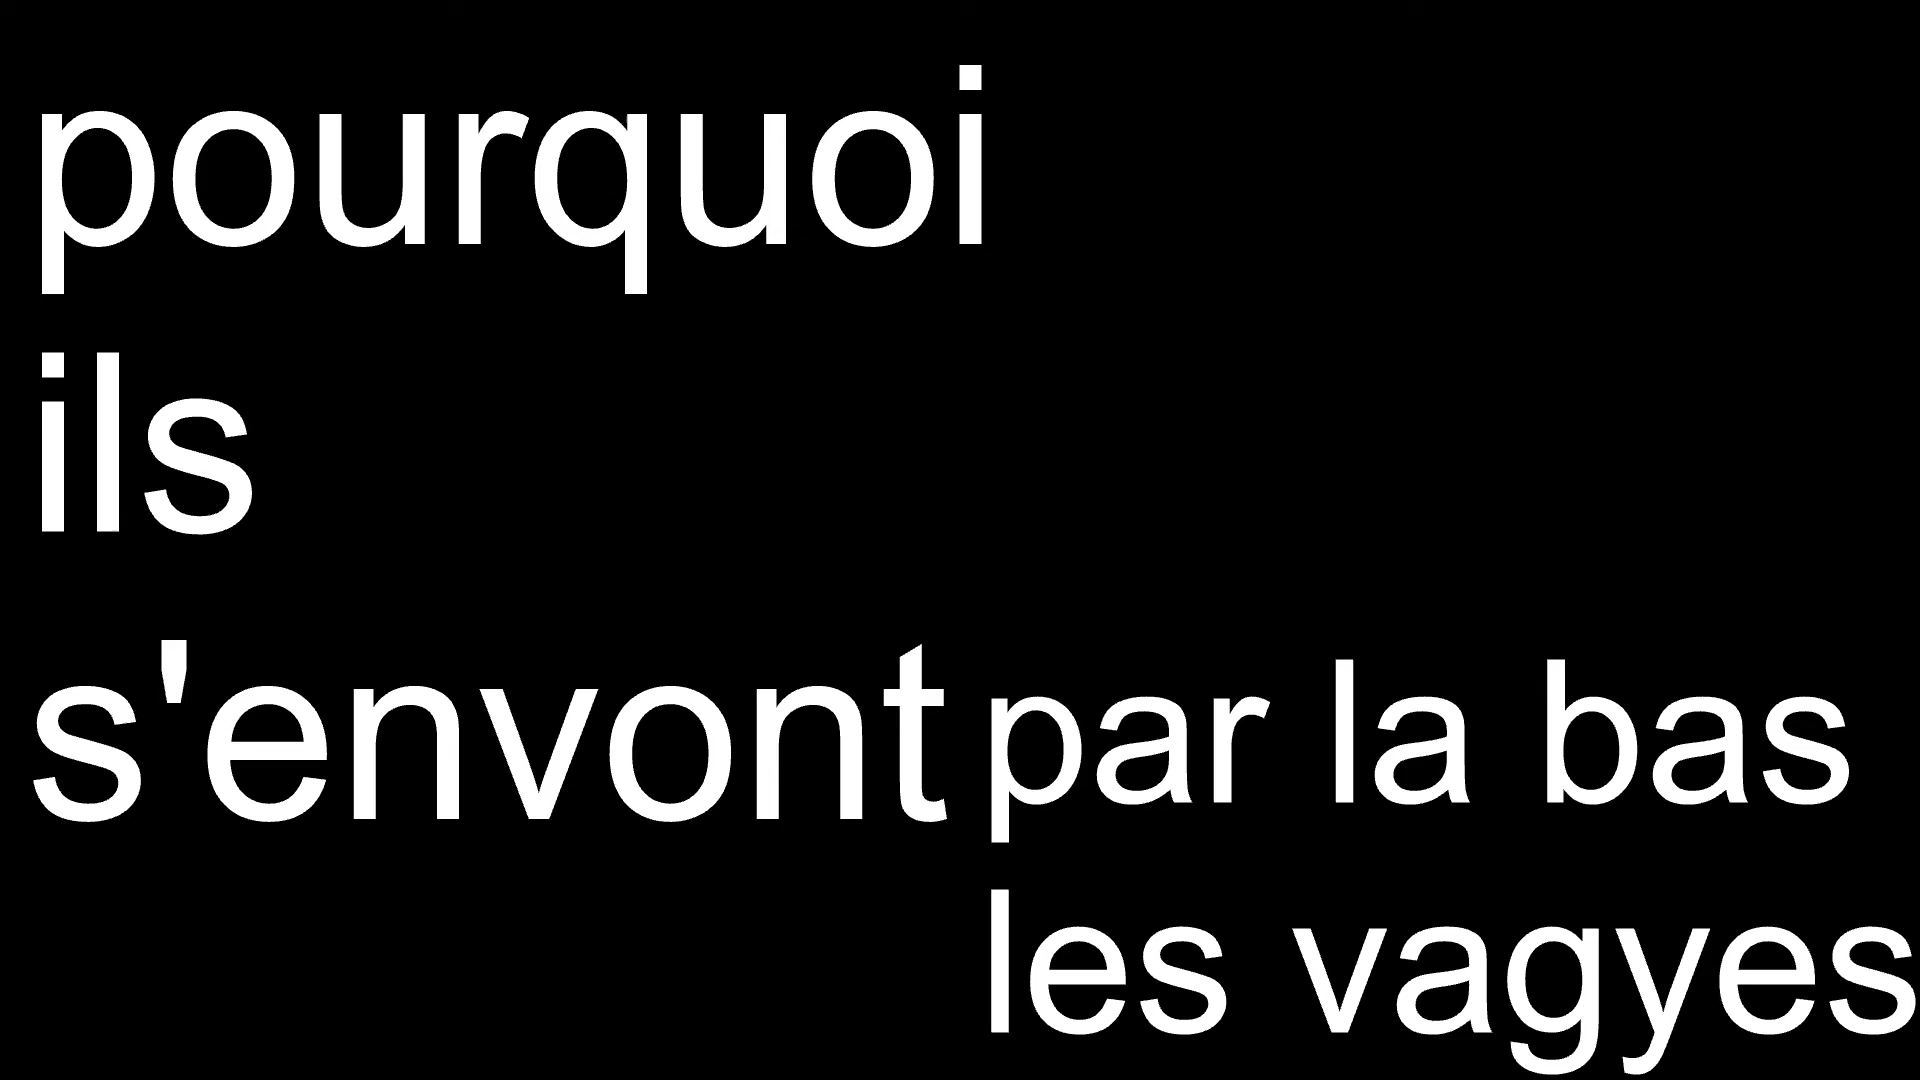 pourquoi
ils
s'envont
par la bas
les vagyes